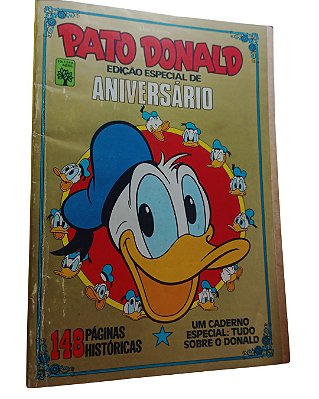 PATO DONALD
EDIÇÃO ESPECIAL DE
ANIVERSÁRIO
148 PÁGINAS
HISTÓRICAS
UM CADERNO
ESPECIAL: TUDO
SOBRE O DONALD